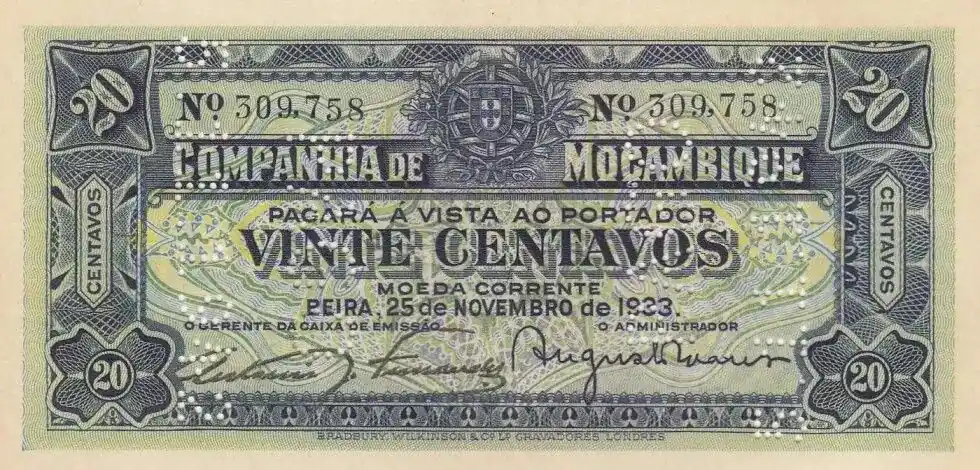 20 20
Nº 309,758 Nº 309,758
COMPANHIA DE MOÇAMBIQUE
PAGARÁ Á VISTA AO PORTADOR
VINTE CENTAVOS
MOEDA CORRENTE
BEIRA, 25 de NOVEMBRO de 1933.
O GERENTE DA CAIXA DE EMISSÃO O ADMINISTRADOR
CENTAVOS CENTAVOS
20 20
BRADBURY, WILKINSON & Cº Lº GRAVADORES, LONDRES